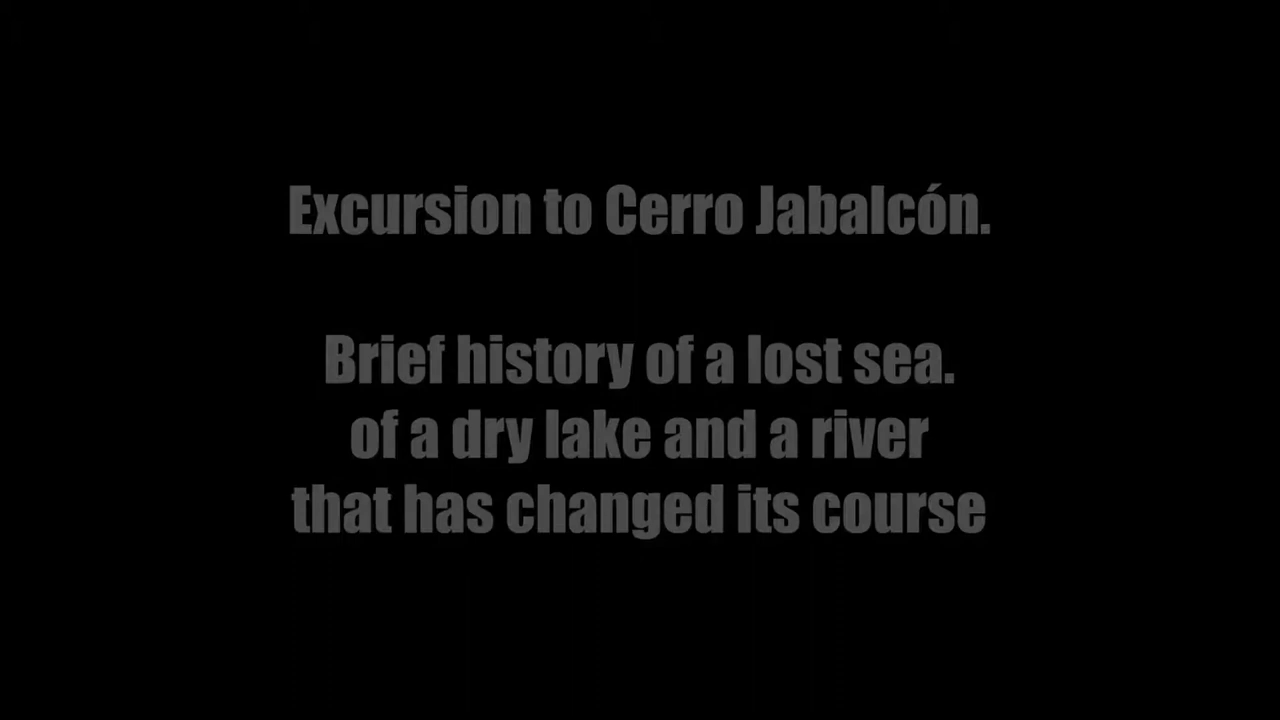 Excursion to Cerro Jabalcón.
Brief history of a lost sea.
of a dry lake and a river
that has changed its course